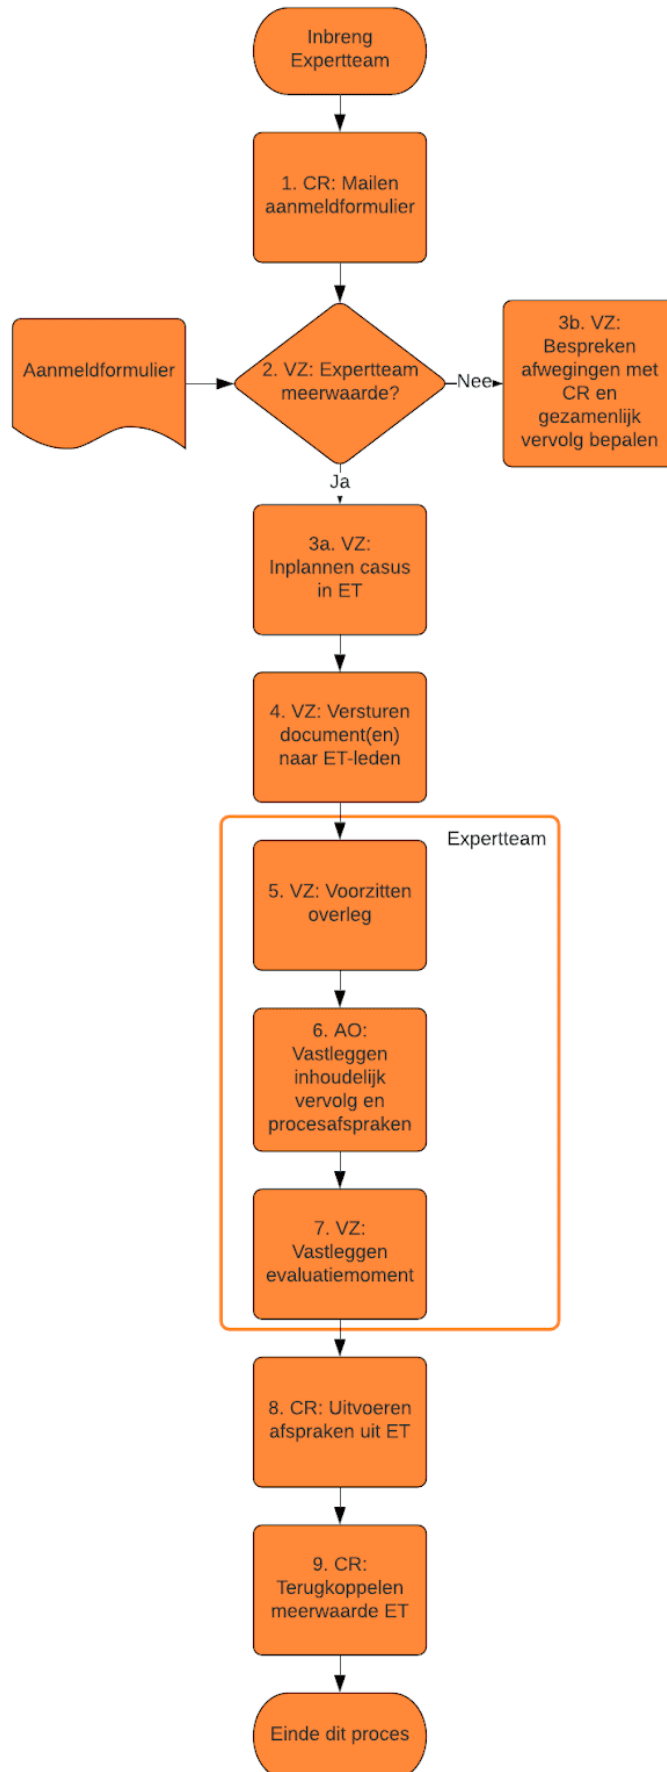 Inbreng
Expertteam
1. CR: Mailen
aanmeldformulier
Aanmeldformulier
2. VZ: Expertteam
meerwaarde?
Nee
3b. VZ:
Bespreken
afwegingen met
CR en
gezamenlijk
vervolg bepalen
Ja
3a. VZ:
Inplannen casus
in ET
4. VZ: Versturen
document(en)
naar ET-leden
Expertteam
5. VZ: Voorzitten
overleg
6. AO:
Vastleggen
inhoudelijk
vervolg en
procesafspraken
7. VZ:
Vastleggen
evaluatiemoment
8. CR: Uitvoeren
afspraken uit ET
9. CR:
Terugkoppelen
meerwaarde ET
Einde dit proces